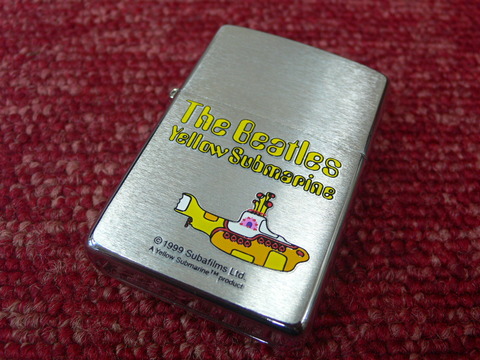 The Beatles
Yellow Submarine
© 1999 Subafilms Ltd.
A Yellow Submarine™ product